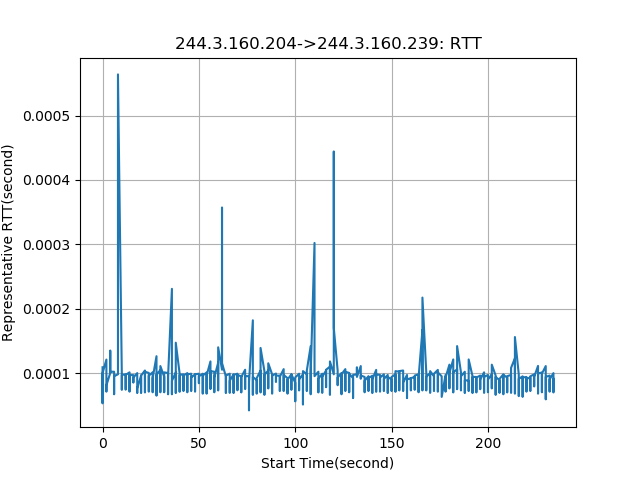 244.3.160.204->244.3.160.239: RTT
Representative RTT(second)
0.0005
0.0004
0.0003
0.0002
0.0001
0 50 100 150 200
Start Time(second)